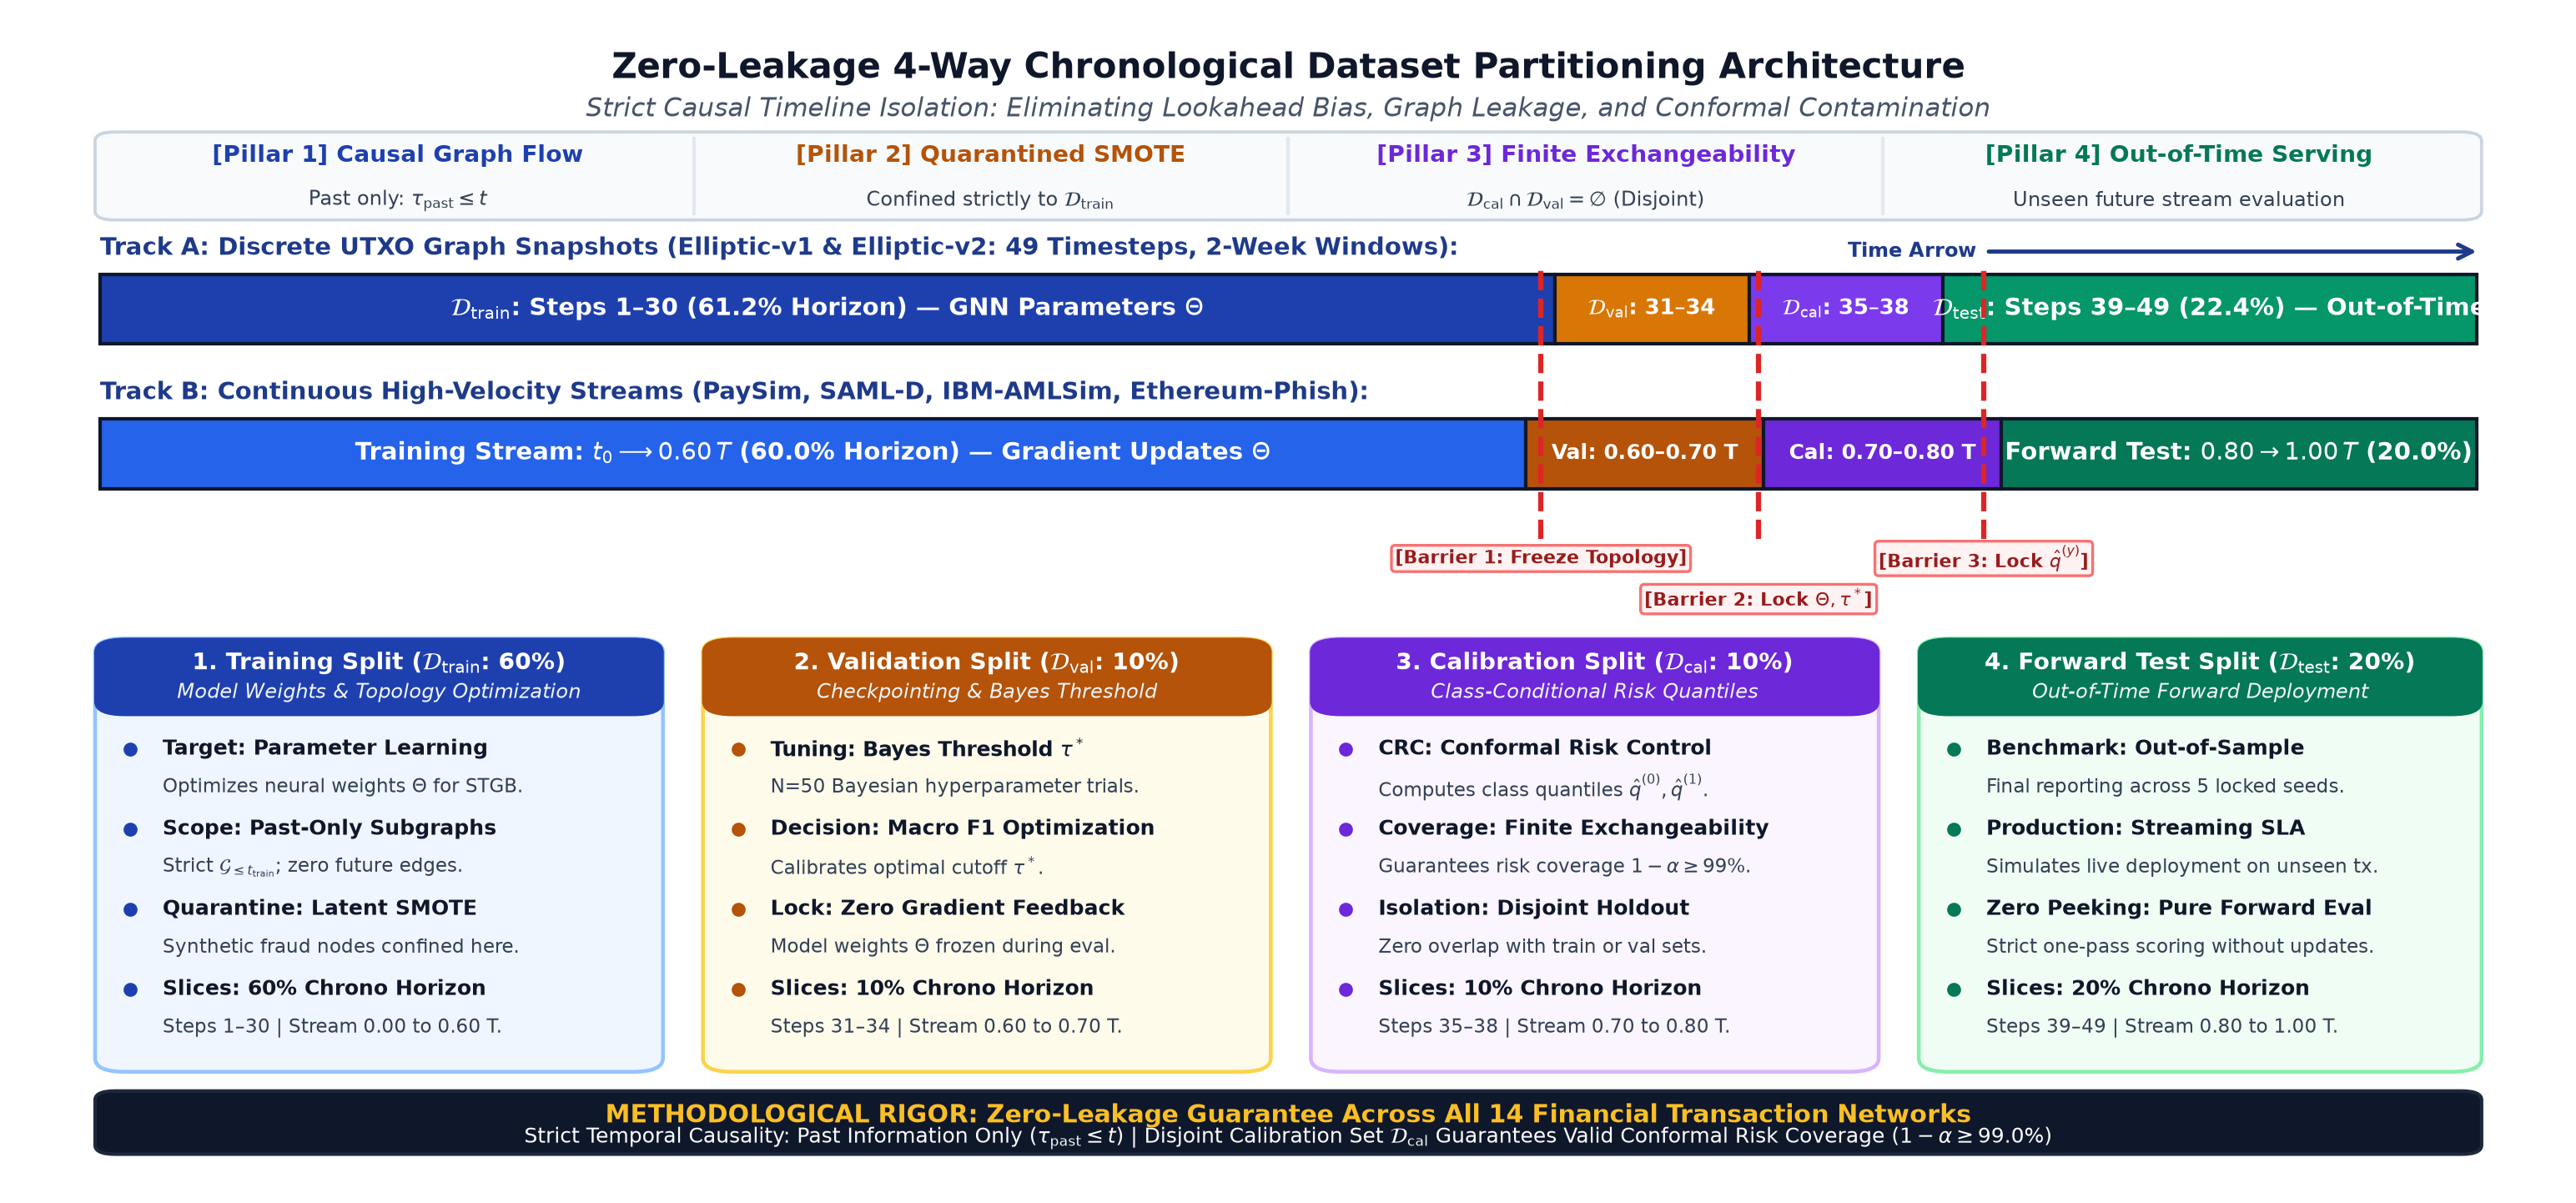 Zero-Leakage 4-Way Chronological Dataset Partitioning Architecture
Strict Causal Timeline Isolation: Eliminating Lookahead Bias, Graph Leakage, and Conformal Contamination
[Pillar 1] Causal Graph Flow
Past only: τ_past ≤ t
[Pillar 2] Quarantined SMOTE
Confined strictly to 𝒟_train
[Pillar 3] Finite Exchangeability
𝒟_cal ∩ 𝒟_val = ∅ (Disjoint)
[Pillar 4] Out-of-Time Serving
Unseen future stream evaluation
Track A: Discrete UTXO Graph Snapshots (Elliptic-v1 & Elliptic-v2: 49 Timesteps, 2-Week Windows):
Time Arrow
𝒟_train: Steps 1–30 (61.2% Horizon) — GNN Parameters Θ
𝒟_val: 31–34
𝒟_cal: 35–38
𝒟_test: Steps 39–49 (22.4%) — Out-of-Time
Track B: Continuous High-Velocity Streams (PaySim, SAML-D, IBM-AMLSim, Ethereum-Phish):
Training Stream: t₀ ⟶ 0.60 T (60.0% Horizon) — Gradient Updates Θ
Val: 0.60–0.70 T
Cal: 0.70–0.80 T
Forward Test: 0.80 → 1.00 T (20.0%)
[Barrier 1: Freeze Topology]
[Barrier 3: Lock q̂^(y)]
[Barrier 2: Lock Θ, τ*]
1. Training Split (𝒟_train: 60%)
Model Weights & Topology Optimization
Target: Parameter Learning
Optimizes neural weights Θ for STGB.
Scope: Past-Only Subgraphs
Strict 𝒢_≤ t_train; zero future edges.
Quarantine: Latent SMOTE
Synthetic fraud nodes confined here.
Slices: 60% Chrono Horizon
Steps 1–30 | Stream 0.00 to 0.60 T.
2. Validation Split (𝒟_val: 10%)
Checkpointing & Bayes Threshold
Tuning: Bayes Threshold τ*
N=50 Bayesian hyperparameter trials.
Decision: Macro F1 Optimization
Calibrates optimal cutoff τ*.
Lock: Zero Gradient Feedback
Model weights Θ frozen during eval.
Slices: 10% Chrono Horizon
Steps 31–34 | Stream 0.60 to 0.70 T.
3. Calibration Split (𝒟_cal: 10%)
Class-Conditional Risk Quantiles
CRC: Conformal Risk Control
Computes class quantiles q̂^(0), q̂^(1).
Coverage: Finite Exchangeability
Guarantees risk coverage 1 − α ≥ 99%.
Isolation: Disjoint Holdout
Zero overlap with train or val sets.
Slices: 10% Chrono Horizon
Steps 35–38 | Stream 0.70 to 0.80 T.
4. Forward Test Split (𝒟_test: 20%)
Out-of-Time Forward Deployment
Benchmark: Out-of-Sample
Final reporting across 5 locked seeds.
Production: Streaming SLA
Simulates live deployment on unseen tx.
Zero Peeking: Pure Forward Eval
Strict one-pass scoring without updates.
Slices: 20% Chrono Horizon
Steps 39–49 | Stream 0.80 to 1.00 T.
METHODOLOGICAL RIGOR: Zero-Leakage Guarantee Across All 14 Financial Transaction Networks
Strict Temporal Causality: Past Information Only (τ_past ≤ t) | Disjoint Calibration Set 𝒟_cal Guarantees Valid Conformal Risk Coverage (1 − α ≥ 99.0%)